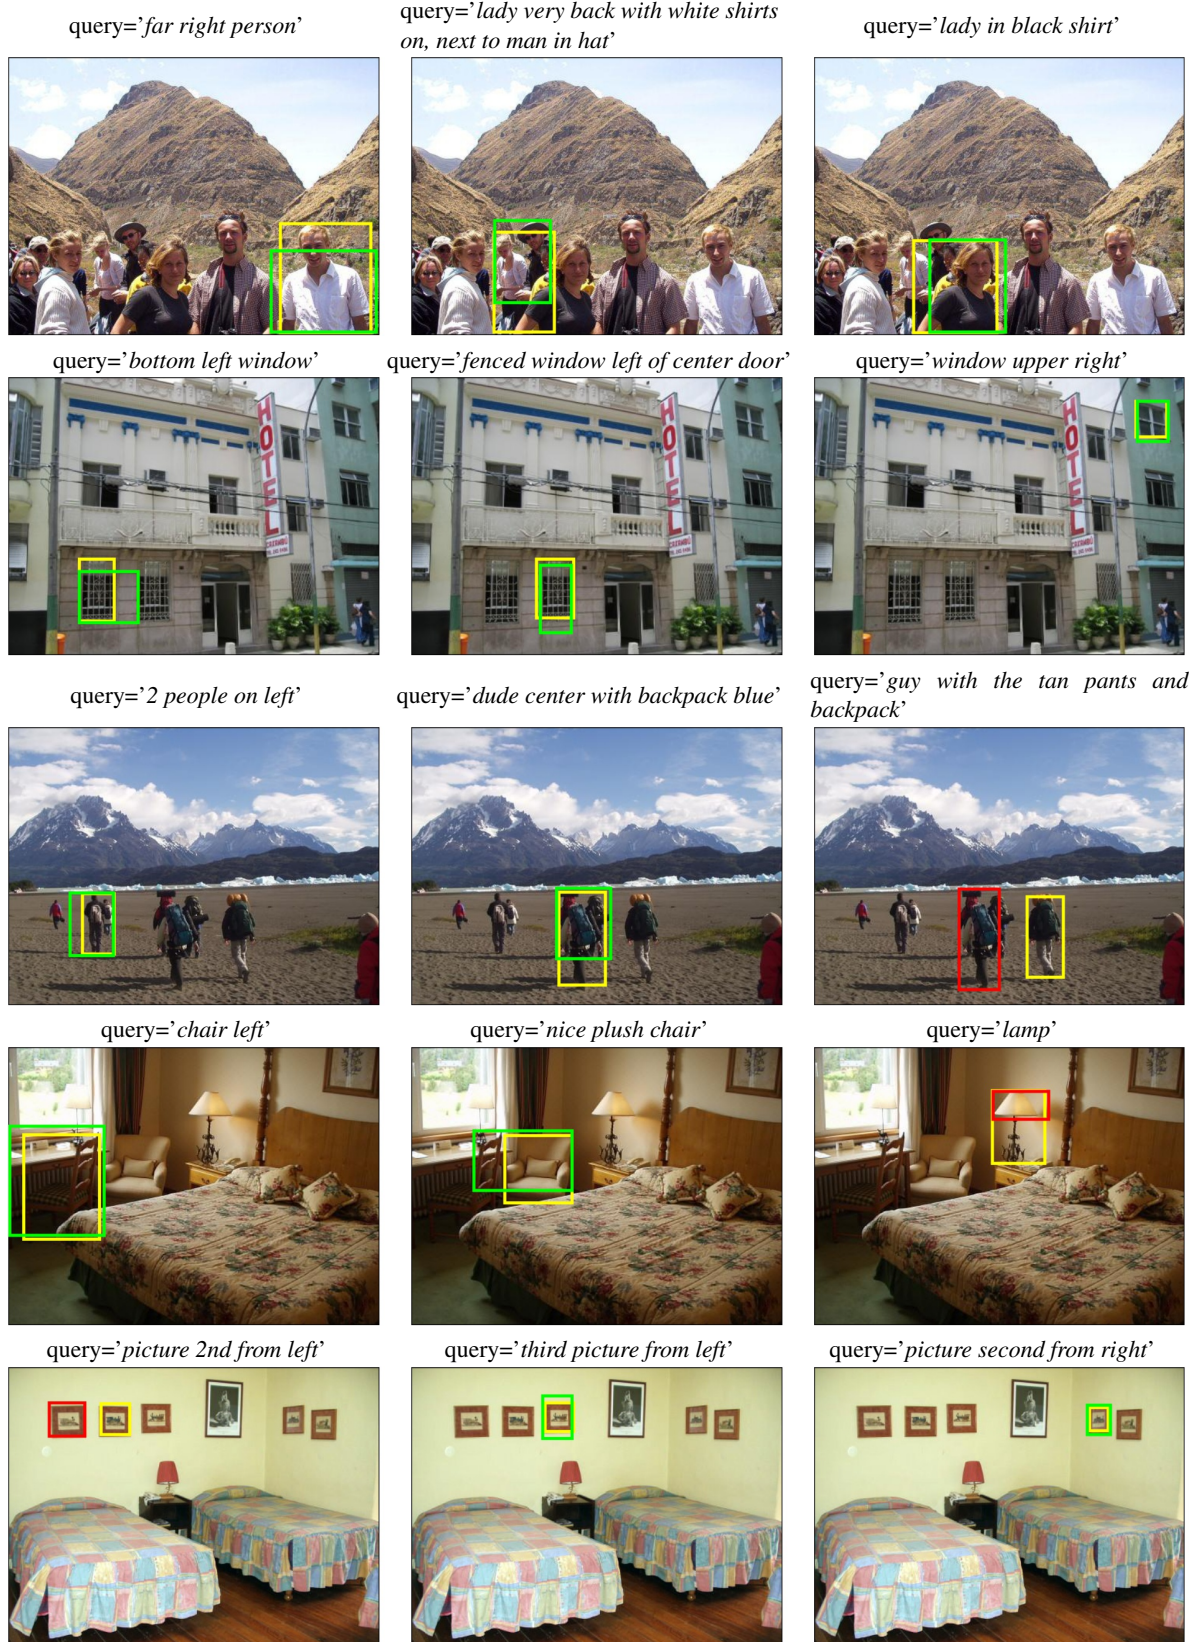 query='far right person'
query='lady very back with white shirts
on, next to man in hat'
query='lady in black shirt'
query='bottom left window'
query='fenced window left of center door'
query='window upper right'
HOTEL
HOTEL
HOTEL
query='2 people on left'
query='dude center with backpack blue'
query='guy with the tan pants and
backpack'
query='chair left'
query='nice plush chair'
query='lamp'
query='picture 2nd from left'
query='third picture from left'
query='picture second from right'